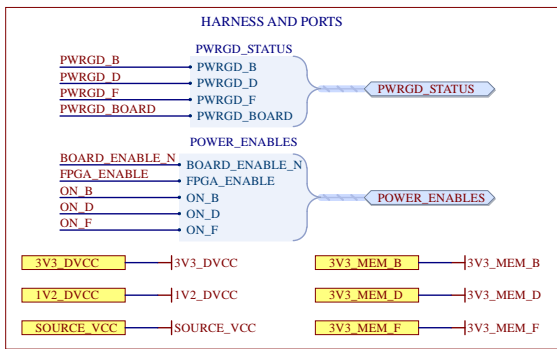 HARNESS AND PORTS
PWRGD_STATUS
PWRGD_B PWRGD_B
PWRGD_D PWRGD_D
PWRGD_F PWRGD_F
PWRGD_BOARD PWRGD_BOARD
PWRGD_STATUS
POWER_ENABLES
BOARD_ENABLE_N BOARD_ENABLE_N
FPGA_ENABLE FPGA_ENABLE
ON_B ON_B
ON_D ON_D
ON_F ON_F
POWER_ENABLES
3V3_DVCC 3V3_DVCC 3V3_MEM_B 3V3_MEM_B
1V2_DVCC 1V2_DVCC 3V3_MEM_D 3V3_MEM_D
SOURCE_VCC SOURCE_VCC 3V3_MEM_F 3V3_MEM_F